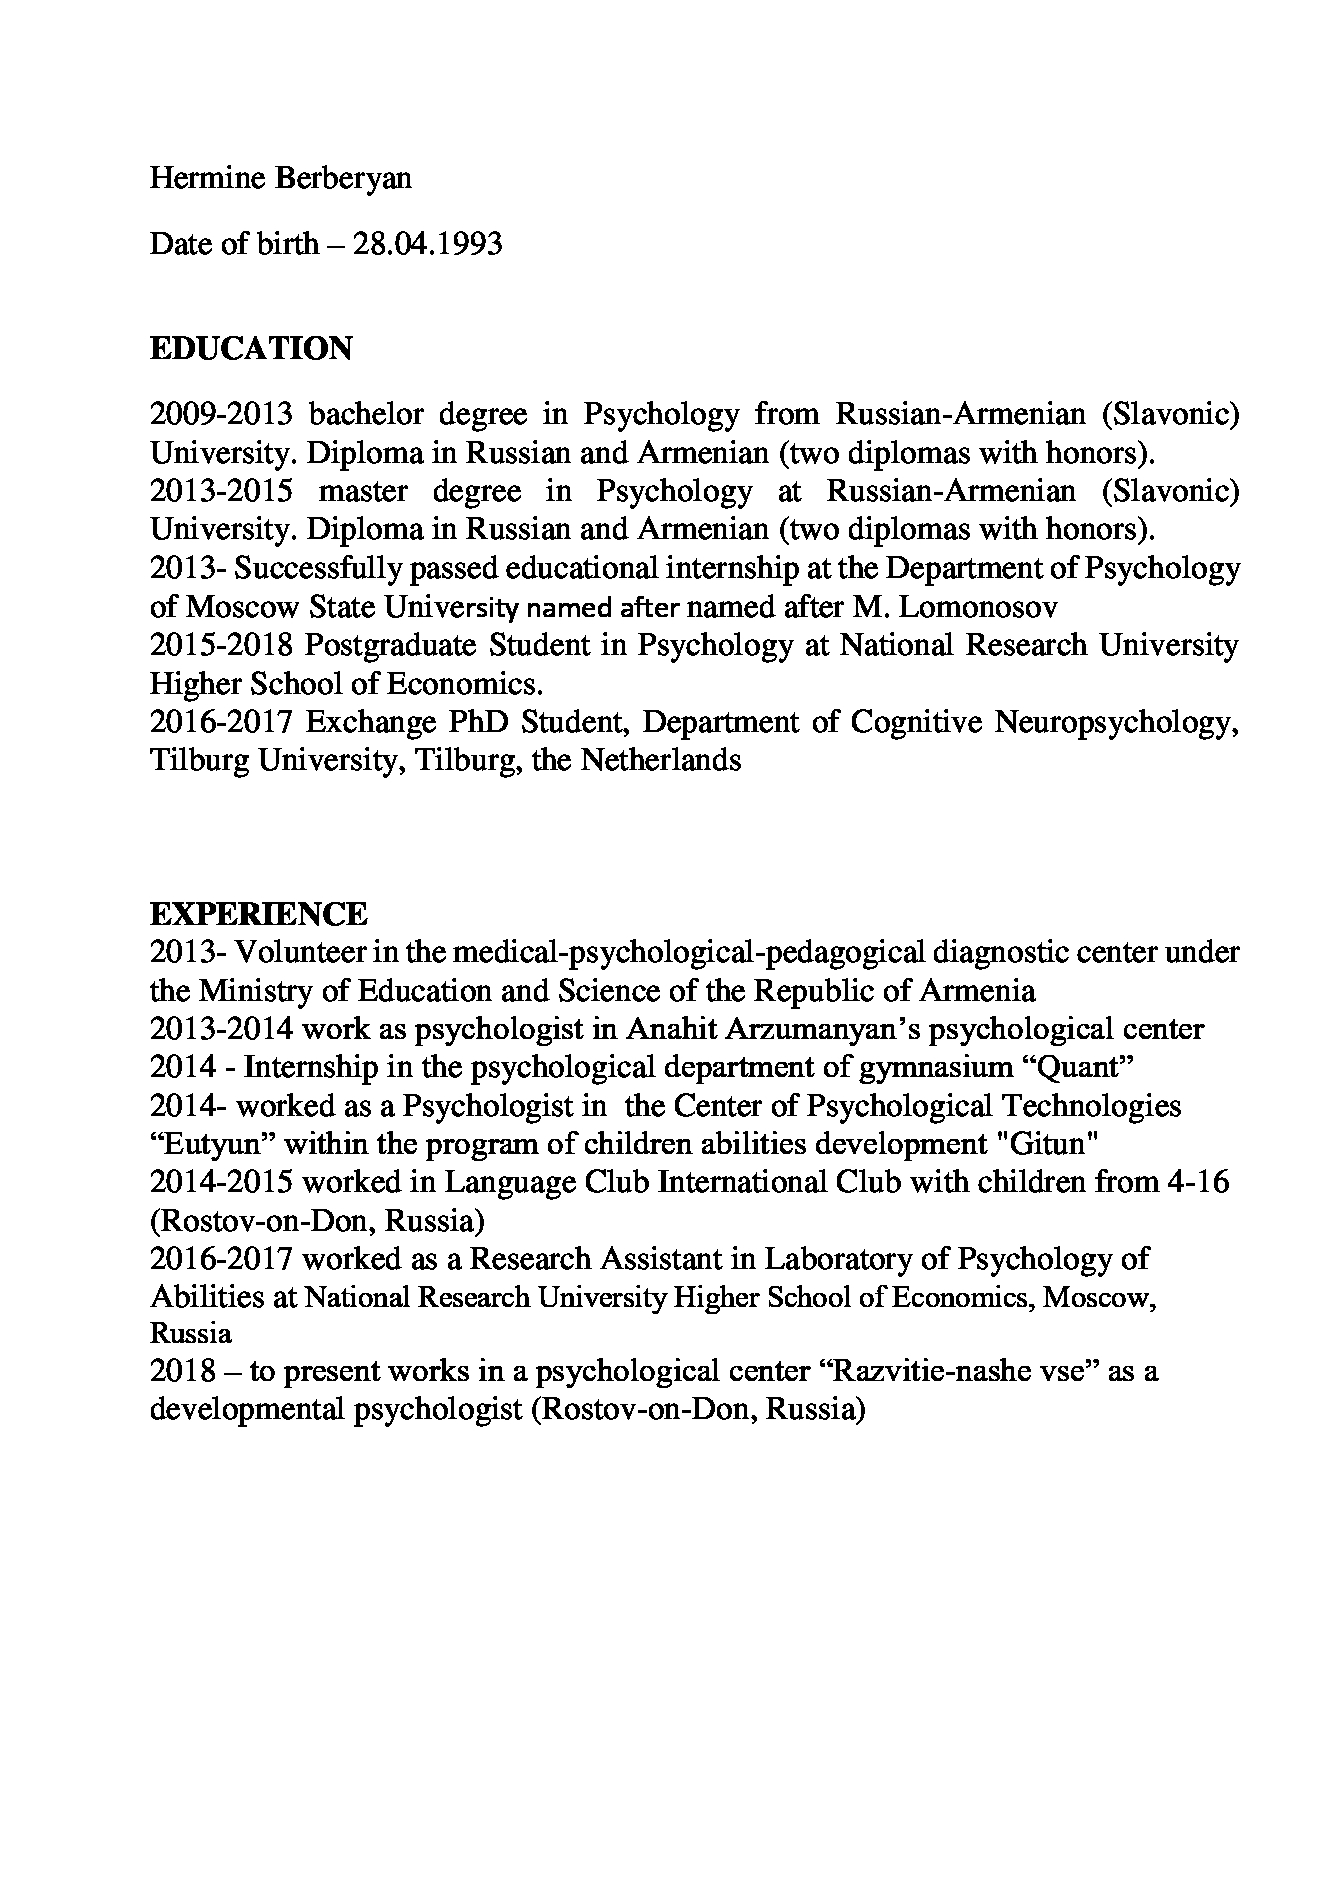 Hermine Berberyan
Date of birth – 28.04.1993
EDUCATION
2009-2013 bachelor degree in Psychology from Russian-Armenian (Slavonic)
University. Diploma in Russian and Armenian (two diplomas with honors).
2013-2015 master degree in Psychology at Russian-Armenian (Slavonic)
University. Diploma in Russian and Armenian (two diplomas with honors).
2013- Successfully passed educational internship at the Department of Psychology
of Moscow State University named after named after M. Lomonosov
2015-2018 Postgraduate Student in Psychology at National Research University
Higher School of Economics.
2016-2017 Exchange PhD Student, Department of Cognitive Neuropsychology,
Tilburg University, Tilburg, the Netherlands
EXPERIENCE
2013- Volunteer in the medical-psychological-pedagogical diagnostic center under
the Ministry of Education and Science of the Republic of Armenia
2013-2014 work as psychologist in Anahit Arzumanyan’s psychological center
2014 - Internship in the psychological department of gymnasium “Quant”
2014- worked as a Psychologist in  the Center of Psychological Technologies
“Eutyun” within the program of children abilities development "Gitun"
2014-2015 worked in Language Club International Club with children from 4-16
(Rostov-on-Don, Russia)
2016-2017 worked as a Research Assistant in Laboratory of Psychology of
Abilities at National Research University Higher School of Economics, Moscow,
Russia
2018 – to present works in a psychological center “Razvitie-nashe vse” as a
developmental psychologist (Rostov-on-Don, Russia)